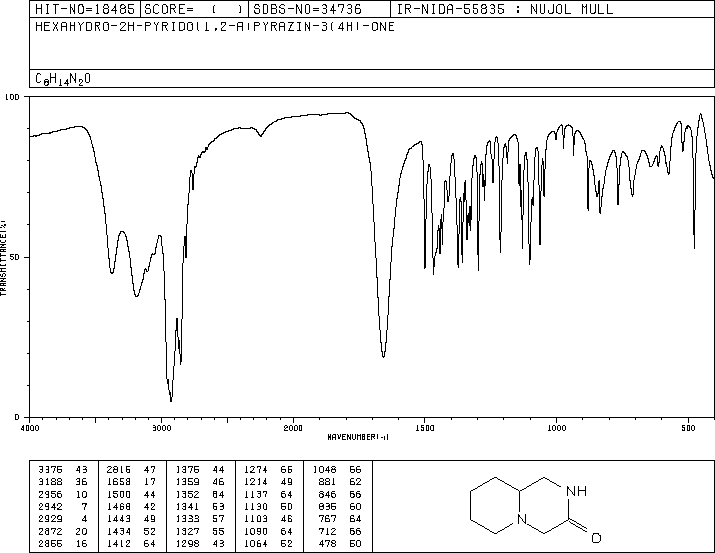 HIT-NO=18485 SCORE= ( ) SDBS-NO=34736 IR-NIDA-55835 : NUJOL MULL
HEXAHYDRO-2H-PYRIDO(1,2-A)PYRAZIN-3(4H)-ONE
C8H14N2O
100
50
0
TRANSMITTANCE(%)
4000 3000 2000 1500 1000 500
WAVENUMBER(-1)
3375 43 2815 47 1375 44 1274 66 1048 66
3188 36 1658 17 1359 46 1214 49 881 62
2956 10 1500 44 1352 64 1137 64 846 66
2942 7 1468 42 1341 63 1130 50 835 60
2929 4 1443 49 1333 57 1103 46 767 64
2872 20 1434 52 1327 55 1090 64 712 66
2855 16 1412 64 1298 43 1064 52 478 50
NH
N
O